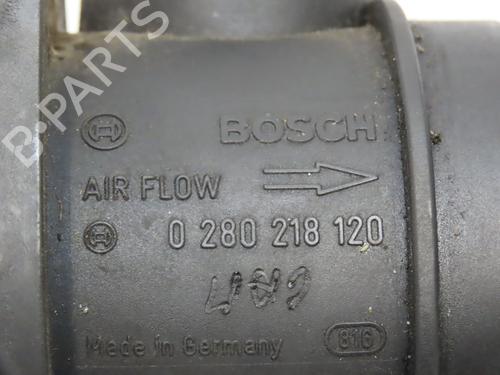 BOSCH
AIR FLOW
0 280 218 120
Made in Germany
816
B-PARTS